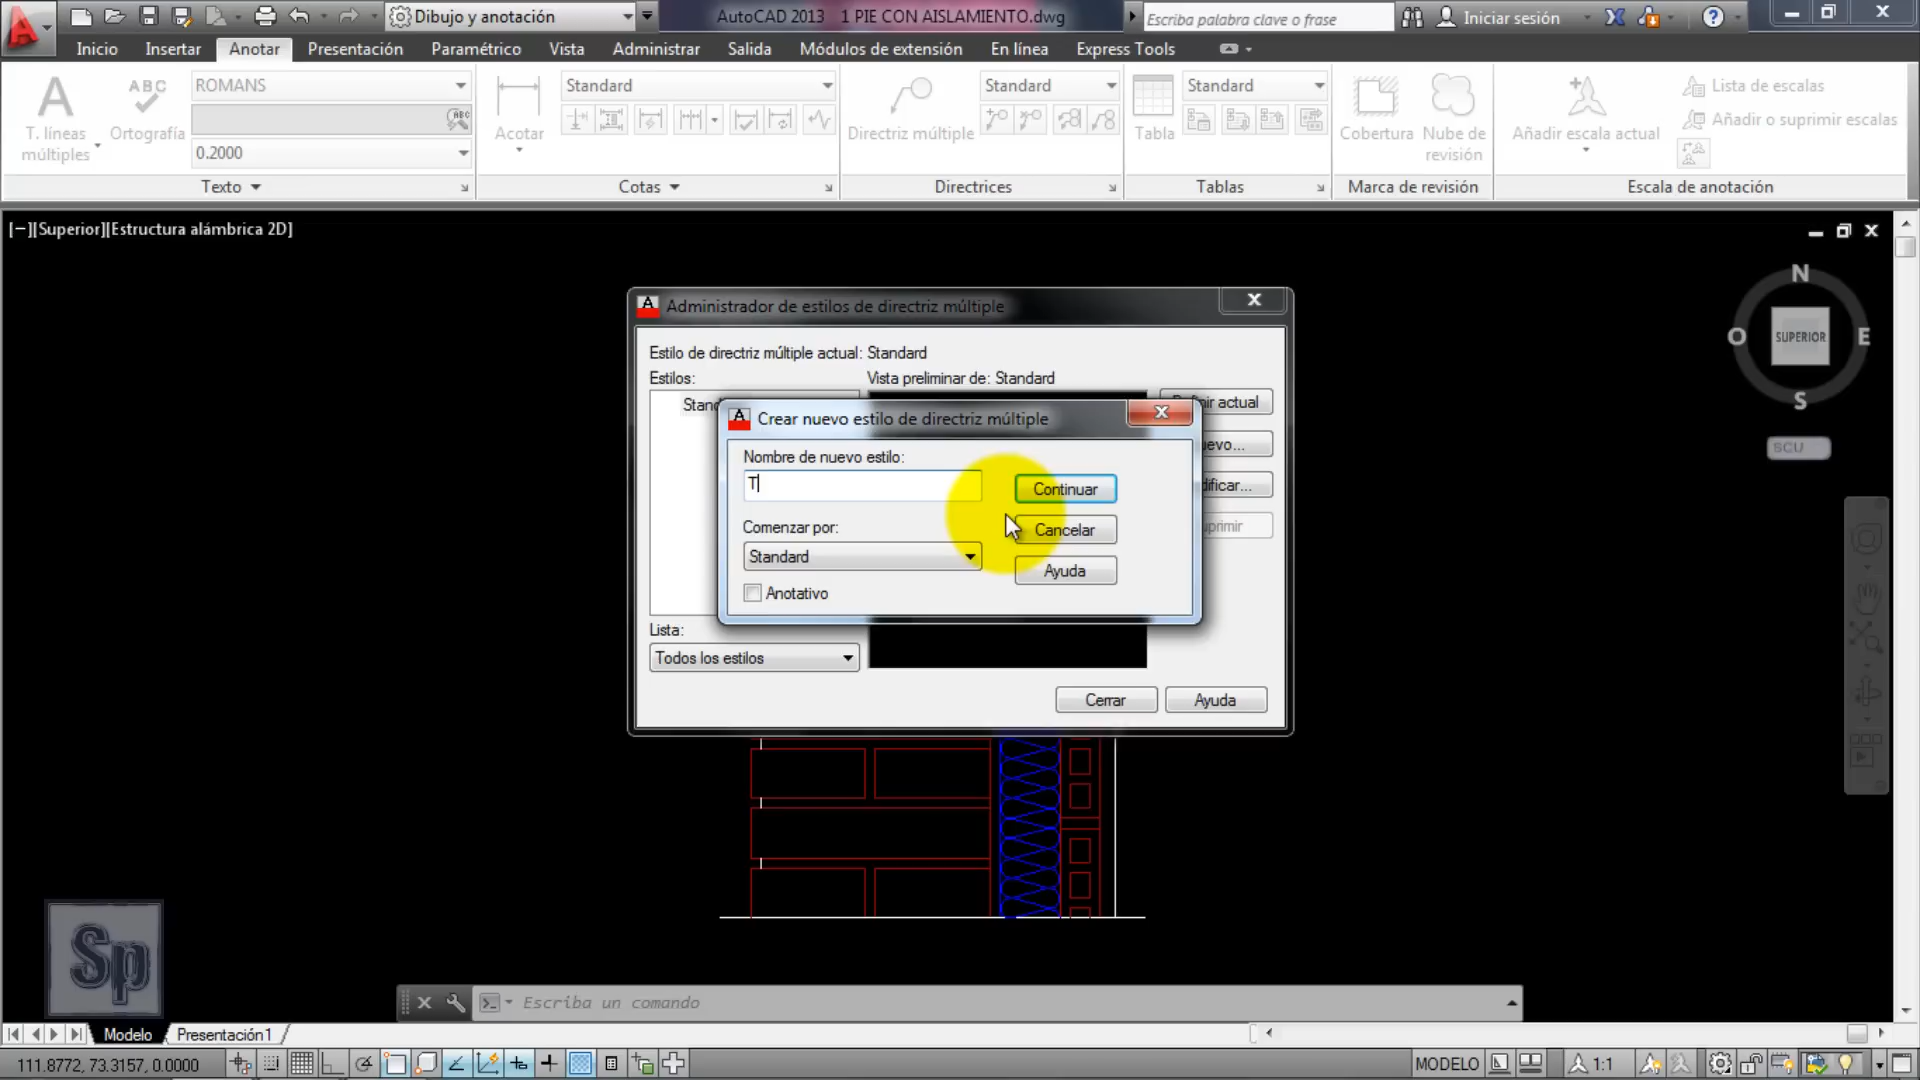 Dibujo y anotación
AutoCAD 2013 1 PIE CON AISLAMIENTO.dwg
Escriba palabra clave o frase
Iniciar sesión
Inicio Insertar Anotar Presentación Paramétrico Vista Administrar Salida Módulos de extensión En línea Express Tools
ROMANS
Standard
Standard
Standard
Lista de escalas
T. líneas múltiples
ABC
Ortografía
0.2000
Acotar
Directriz múltiple
Tabla
Cobertura
Nube de revisión
Añadir escala actual
Añadir o suprimir escalas
Texto
Cotas
Directrices
Tablas
Marca de revisión
Escala de anotación
[−][Superior][Estructura alámbrica 2D]
N
O
SUPERIOR
E
S
SCU
Administrador de estilos de directriz múltiple
Estilo de directriz múltiple actual: Standard
Estilos:
Vista preliminar de: Standard
Crear nuevo estilo de directriz múltiple
Nombre de nuevo estilo:
T
Continuar
Comenzar por:
Cancelar
Standard
Ayuda
Anotativo
Lista:
Todos los estilos
Cerrar
Ayuda
Sp
Escriba un comando
Modelo
Presentación1
111.8772, 73.3157, 0.0000
MODELO
1:1